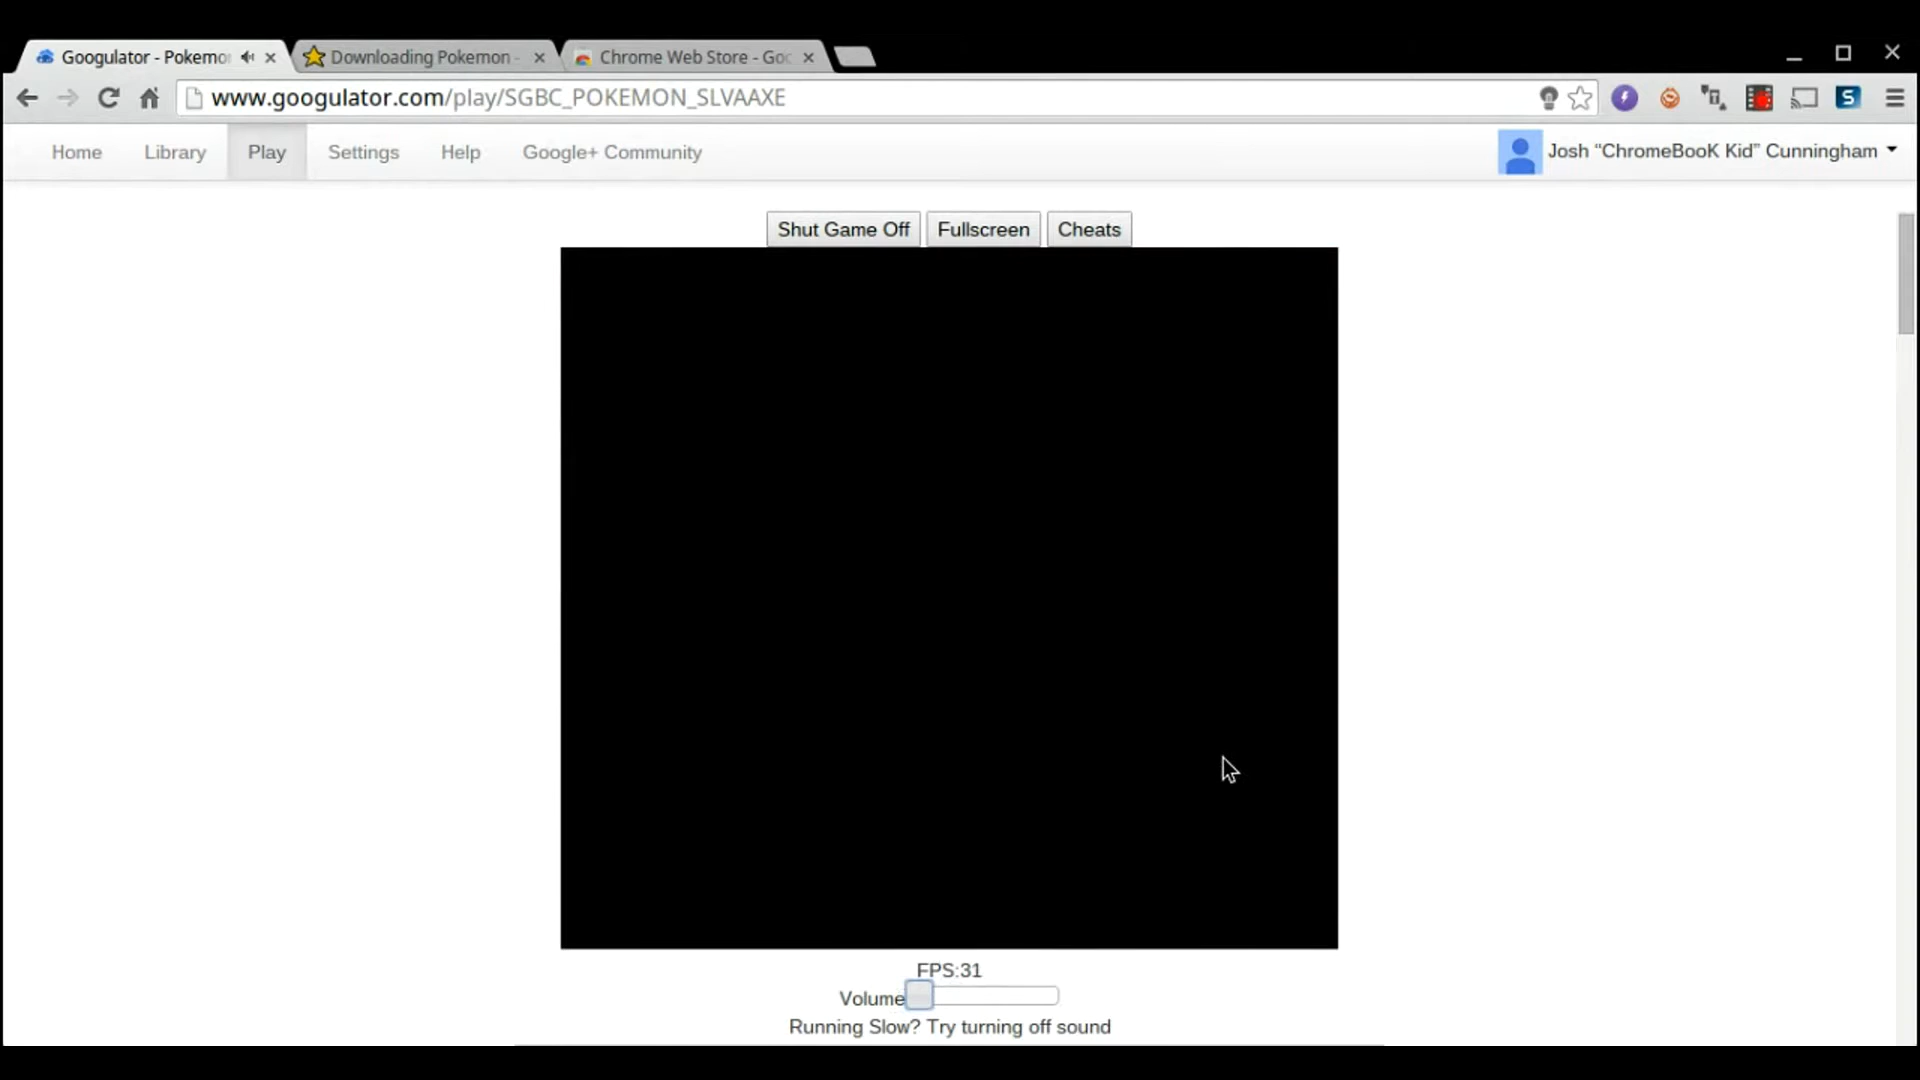 Googulator - Pokemo
Downloading Pokemon -
Chrome Web Store - Goo
www.googulator.com/play/SGBC_POKEMON_SLVAAXE
Home Library Play Settings Help Google+ Community
Josh “ChromeBooK Kid” Cunningham
Shut Game Off Fullscreen Cheats
FPS:31
Volume
Running Slow? Try turning off sound